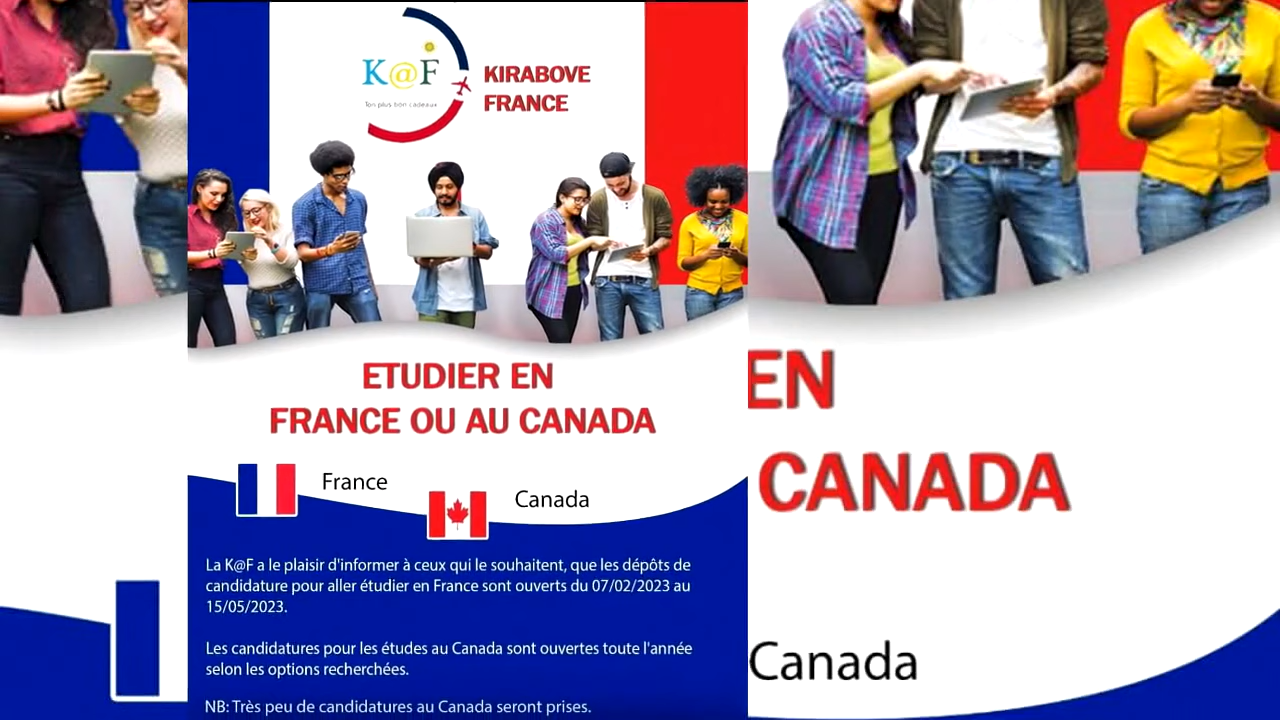 K@F
Ton plus bon cadeaux
KIRABOVE
FRANCE
ETUDIER EN
FRANCE OU AU CANADA
France
Canada
La K@F a le plaisir d'informer à ceux qui le souhaitent, que les dépôts de
candidature pour aller étudier en France sont ouverts du 07/02/2023 au
15/05/2023.
Les candidatures pour les études au Canada sont ouvertes toute l'année
selon les options recherchées.
NB: Très peu de candidatures au Canada seront prises.
EN
CANADA
Canada